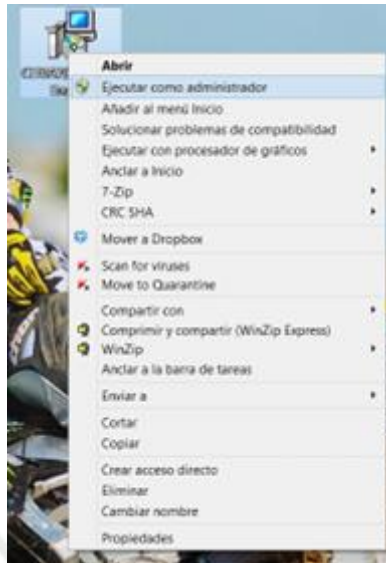 Abrir
Ejecutar como administrador
Añadir al menú Inicio
Solucionar problemas de compatibilidad
Ejecutar con procesador de gráficos
Anclar a Inicio
7-Zip
CRC SHA
Mover a Dropbox
Scan for viruses
Move to Quarantine
Compartir con
Comprimir y compartir (WinZip Express)
WinZip
Anclar a la barra de tareas
Enviar a
Cortar
Copiar
Crear acceso directo
Eliminar
Cambiar nombre
Propiedades